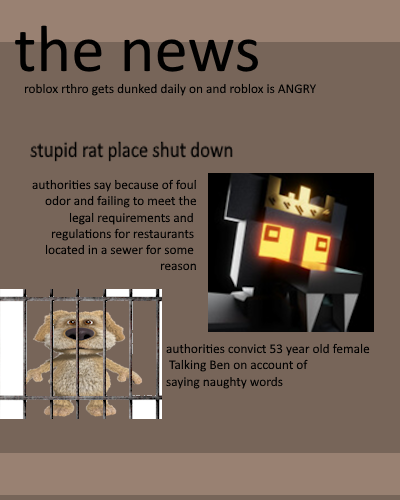 the news
roblox rthro gets dunked daily on and roblox is ANGRY
stupid rat place shut down
authorities say because of foul
odor and failing to meet the
legal requirements and
regulations for restaurants
located in a sewer for some
reason
authorities convict 53 year old female
Talking Ben on account of
saying naughty words